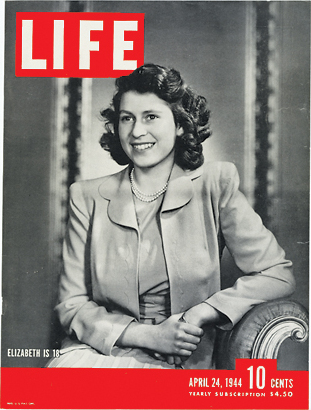 LIFE
ELIZABETH IS 18
APRIL 24, 1944 10 CENTS
YEARLY SUBSCRIPTION $4.50